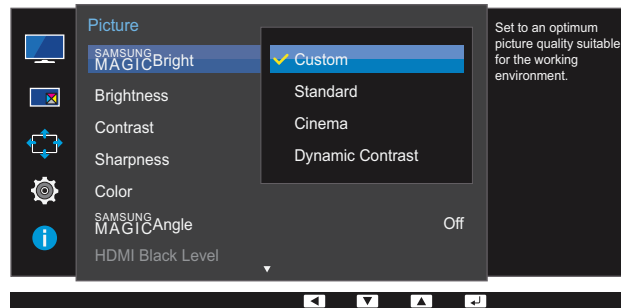 Picture
SAMSUNG
MAGICBright
Brightness
Contrast
Sharpness
Color
SAMSUNG
MAGICAngle
Off
HDMI Black Level
Custom
Standard
Cinema
Dynamic Contrast
Set to an optimum
picture quality suitable
for the working
environment.